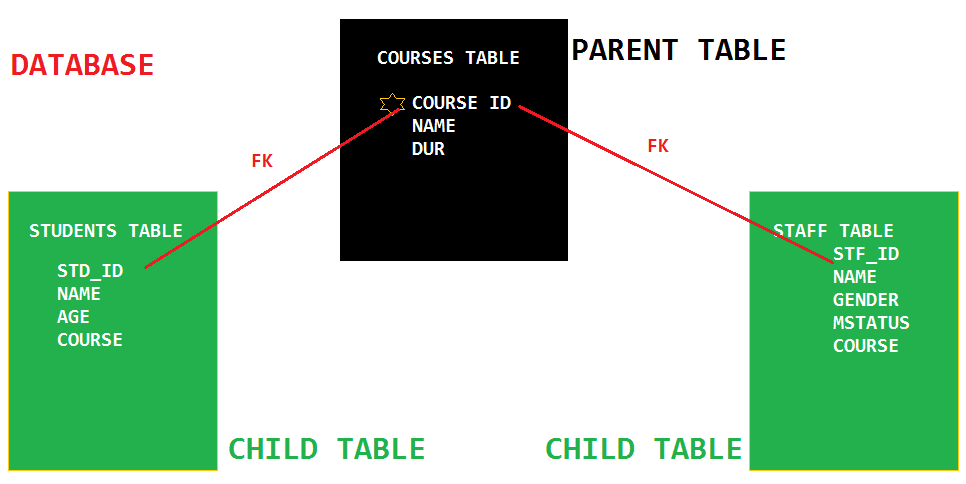 DATABASE
COURSES TABLE
PARENT TABLE
COURSE ID
NAME
DUR
FK
FK
STUDENTS TABLE
STD_ID
NAME
AGE
COURSE
STAFF TABLE
STF_ID
NAME
GENDER
MSTATUS
COURSE
CHILD TABLE
CHILD TABLE